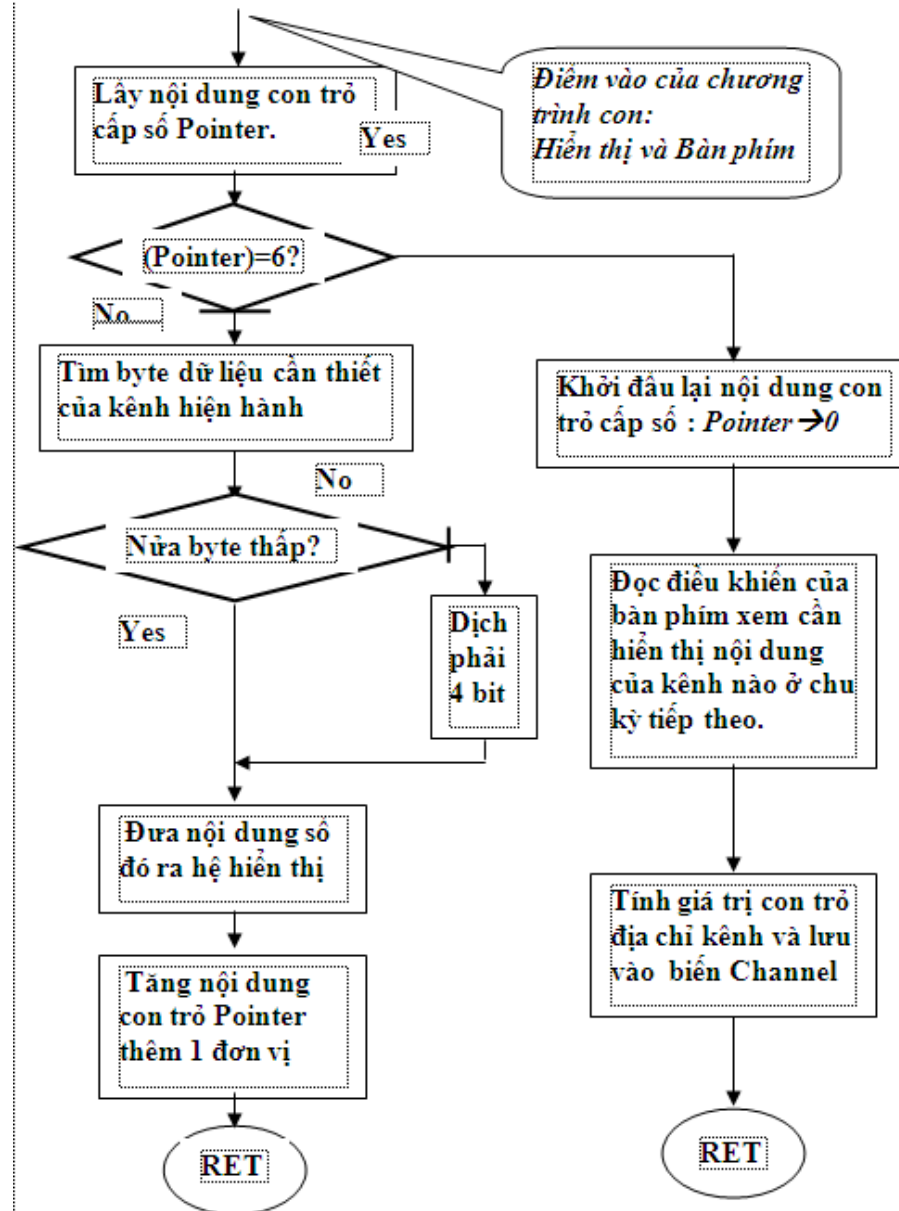 Lấy nội dung con trỏ
cấp số Pointer.
Yes
Điểm vào của chương
trình con:
Hiển thị và Bàn phím
(Pointer)=6?
No
Tìm byte dữ liệu cần thiết
của kênh hiện hành
Khởi đầu lại nội dung con
trỏ cấp số : Pointer→0
No
Nửa byte thấp?
Yes
Dịch
phải
4 bit
Đọc điều khiển của
bàn phím xem cần
hiển thị nội dung
của kênh nào ở chu
kỳ tiếp theo.
Đưa nội dung số
đó ra hệ hiển thị
Tính giá trị con trỏ
địa chỉ kênh và lưu
vào biến Channel
Tăng nội dung
con trỏ Pointer
thêm 1 đơn vị
RET
RET